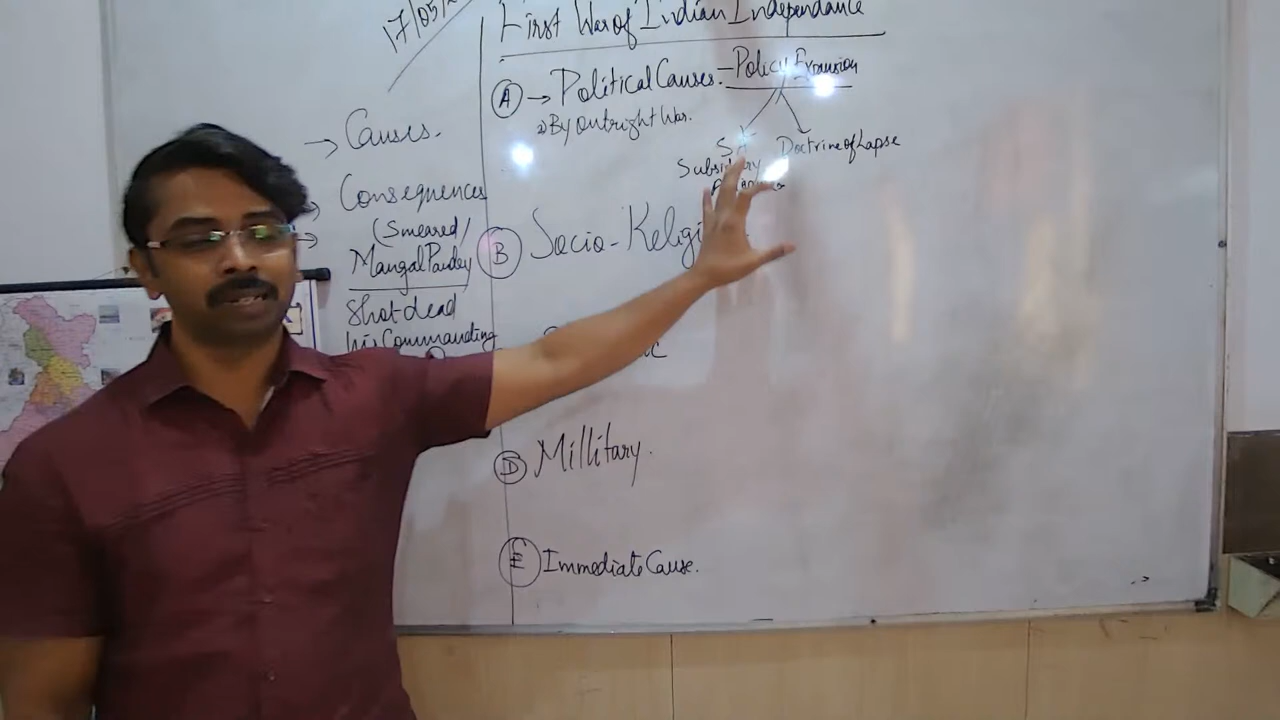 17/05/
→ Causes.
Consequences
(Smeared/
Mangal Pandey
Shot dead
his Commanding
First War of Indian Independance
A → Political Causes. - Policy Expansion
a) By Outright War.
Doctrine of Lapse
Subsidiary
B Socio - Religi
D Millitary.
E Immediate Cause.